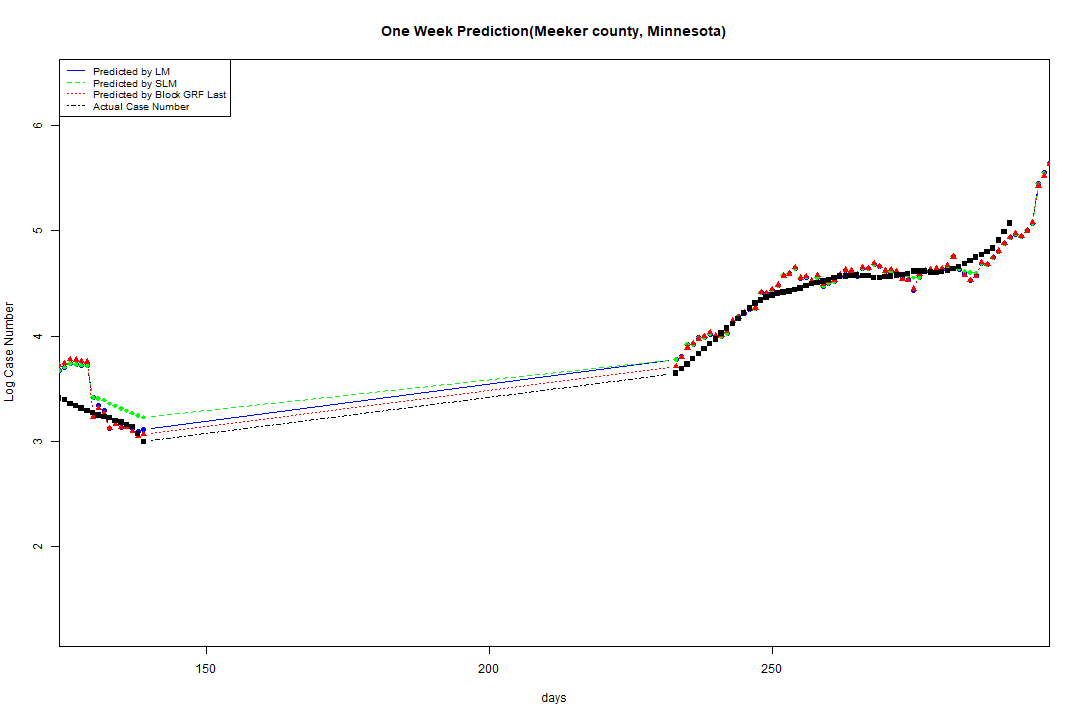 One Week Prediction(Meeker county, Minnesota)
Predicted by LM
Predicted by SLM
Predicted by Block GRF Last
Actual Case Number
Log Case Number
6
5
4
3
2
150
200
250
days